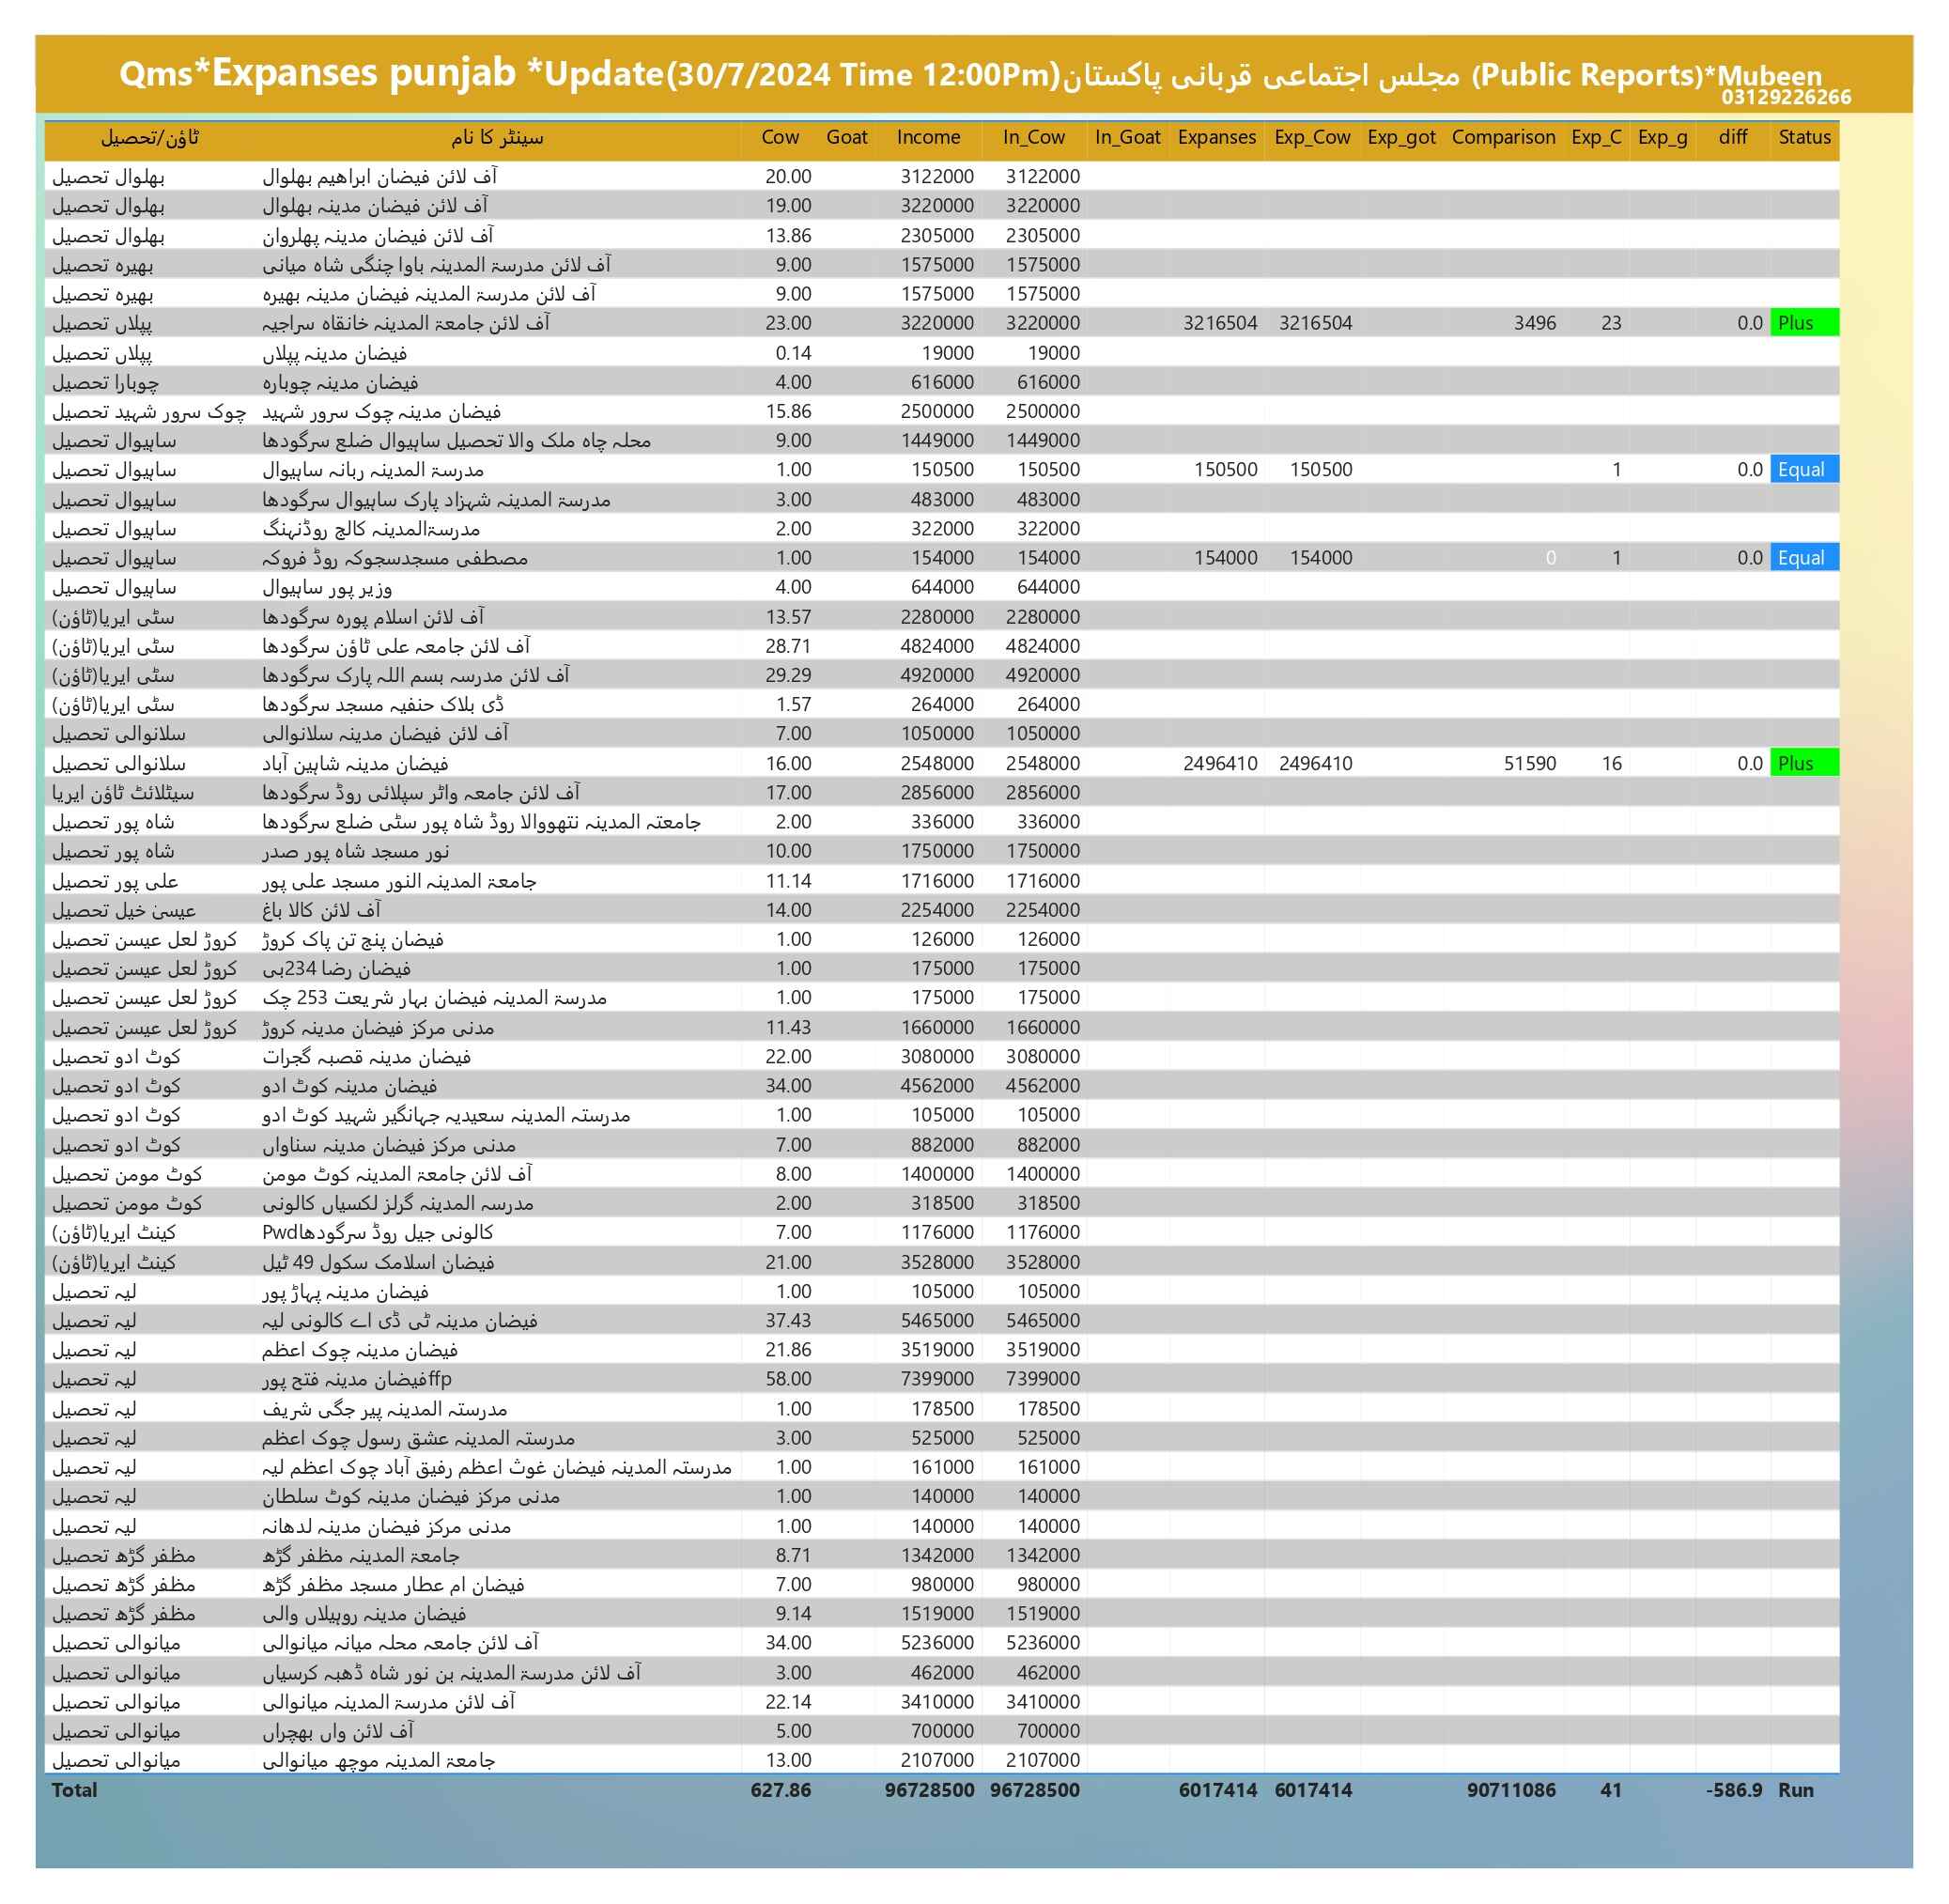 Qms*Expanses punjab *Update(30/7/2024 Time 12:00Pm)مجلس اجتماعی قربانی پاکستان (Public Reports)*Mubeen
03129226266
ٹاؤن/تحصیل سینٹر کا نام Cow Goat Income In_Cow In_Goat Expanses Exp_Cow Exp_got Comparison Exp_C Exp_g diff Status
بھلوال تحصیل آف لائن فیضان ابراھیم بھلوال 20.00 3122000 3122000
بھلوال تحصیل آف لائن فیضان مدینہ بھلوال 19.00 3220000 3220000
بھلوال تحصیل آف لائن فیضان مدینہ پھلروان 13.86 2305000 2305000
بھیرہ تحصیل آف لائن مدرسۃ المدینہ باوا چنگی شاہ میانی 9.00 1575000 1575000
بھیرہ تحصیل آف لائن مدرسۃ المدینہ فیضان مدینہ بھیرہ 9.00 1575000 1575000
پپلاں تحصیل آف لائن جامعۃ المدینہ خانقاہ سراجیہ 23.00 3220000 3220000 3216504 3216504 3496 23 0.0 Plus
پپلاں تحصیل فیضان مدینہ پپلاں 0.14 19000 19000
چوبارا تحصیل فیضان مدینہ چوبارہ 4.00 616000 616000
چوک سرور شہید تحصیل فیضان مدینہ چوک سرور شہید 15.86 2500000 2500000
ساہیوال تحصیل محلہ چاہ ملک والا تحصیل ساہیوال ضلع سرگودھا 9.00 1449000 1449000
ساہیوال تحصیل مدرسۃ المدینہ ربانہ ساہیوال 1.00 150500 150500 150500 150500 1 0.0 Equal
ساہیوال تحصیل مدرسۃ المدینہ شہزاد پارک ساہیوال سرگودھا 3.00 483000 483000
ساہیوال تحصیل مدرسۃالمدینہ کالج روڈنہنگ 2.00 322000 322000
ساہیوال تحصیل مصطفی مسجدسجوکہ روڈ فروکہ 1.00 154000 154000 154000 154000 0 1 0.0 Equal
ساہیوال تحصیل وزیر پور ساہیوال 4.00 644000 644000
سٹی ایریا(ٹاؤن) آف لائن اسلام پورہ سرگودھا 13.57 2280000 2280000
سٹی ایریا(ٹاؤن) آف لائن جامعہ علی ٹاؤن سرگودھا 28.71 4824000 4824000
سٹی ایریا(ٹاؤن) آف لائن مدرسہ بسم اللہ پارک سرگودھا 29.29 4920000 4920000
سٹی ایریا(ٹاؤن) ڈی بلاک حنفیہ مسجد سرگودھا 1.57 264000 264000
سلانوالی تحصیل آف لائن فیضان مدینہ سلانوالی 7.00 1050000 1050000
سلانوالی تحصیل فیضان مدینہ شاہین آباد 16.00 2548000 2548000 2496410 2496410 51590 16 0.0 Plus
سیٹلائٹ ٹاؤن ایریا آف لائن جامعہ واٹر سپلائی روڈ سرگودھا 17.00 2856000 2856000
شاہ پور تحصیل جامعتہ المدینہ نتھووالا روڈ شاہ پور سٹی ضلع سرگودھا 2.00 336000 336000
شاہ پور تحصیل نور مسجد شاہ پور صدر 10.00 1750000 1750000
علی پور تحصیل جامعۃ المدینہ النور مسجد علی پور 11.14 1716000 1716000
عیسیٰ خیل تحصیل آف لائن کالا باغ 14.00 2254000 2254000
کروڑ لعل عیسن تحصیل فیضان پنج تن پاک کروڑ 1.00 126000 126000
کروڑ لعل عیسن تحصیل فیضان رضا 234بی 1.00 175000 175000
کروڑ لعل عیسن تحصیل مدرسۃ المدینہ فیضان بہار شریعت 253 چک 1.00 175000 175000
کروڑ لعل عیسن تحصیل مدنی مرکز فیضان مدینہ کروڑ 11.43 1660000 1660000
کوٹ ادو تحصیل فیضان مدینہ قصبہ گجرات 22.00 3080000 3080000
کوٹ ادو تحصیل فیضان مدینہ کوٹ ادو 34.00 4562000 4562000
کوٹ ادو تحصیل مدرستہ المدینہ سعیدیہ جہانگیر شہید کوٹ ادو 1.00 105000 105000
کوٹ ادو تحصیل مدنی مرکز فیضان مدینہ سناواں 7.00 882000 882000
کوٹ مومن تحصیل آف لائن جامعۃ المدینہ کوٹ مومن 8.00 1400000 1400000
کوٹ مومن تحصیل مدرسہ المدینہ گرلز لکسیاں کالونی 2.00 318500 318500
کینٹ ایریا(ٹاؤن) Pwdکالونی جیل روڈ سرگودھا 7.00 1176000 1176000
کینٹ ایریا(ٹاؤن) فیضان اسلامک سکول 49 ٹیل 21.00 3528000 3528000
لیہ تحصیل فیضان مدینہ پہاڑ پور 1.00 105000 105000
لیہ تحصیل فیضان مدینہ ٹی ڈی اے کالونی لیہ 37.43 5465000 5465000
لیہ تحصیل فیضان مدینہ چوک اعظم 21.86 3519000 3519000
لیہ تحصیل ffpفیضان مدینہ فتح پور 58.00 7399000 7399000
لیہ تحصیل مدرستہ المدینہ پیر جگی شریف 1.00 178500 178500
لیہ تحصیل مدرستہ المدینہ عشق رسول چوک اعظم 3.00 525000 525000
لیہ تحصیل مدرستہ المدینہ فیضان غوث اعظم رفیق آباد چوک اعظم لیہ 1.00 161000 161000
لیہ تحصیل مدنی مرکز فیضان مدینہ کوٹ سلطان 1.00 140000 140000
لیہ تحصیل مدنی مرکز فیضان مدینہ لدھانہ 1.00 140000 140000
مظفر گڑھ تحصیل جامعۃ المدینہ مظفر گڑھ 8.71 1342000 1342000
مظفر گڑھ تحصیل فیضان ام عطار مسجد مظفر گڑھ 7.00 980000 980000
مظفر گڑھ تحصیل فیضان مدینہ روہیلاں والی 9.14 1519000 1519000
میانوالی تحصیل آف لائن جامعہ محلہ میانہ میانوالی 34.00 5236000 5236000
میانوالی تحصیل آف لائن مدرسۃ المدینہ بن نور شاہ ڈھبہ کرسیاں 3.00 462000 462000
میانوالی تحصیل آف لائن مدرسۃ المدینہ میانوالی 22.14 3410000 3410000
میانوالی تحصیل آف لائن واں بھچراں 5.00 700000 700000
میانوالی تحصیل جامعۃ المدینہ موچھ میانوالی 13.00 2107000 2107000
Total 627.86 96728500 96728500 6017414 6017414 90711086 41 -586.9 Run